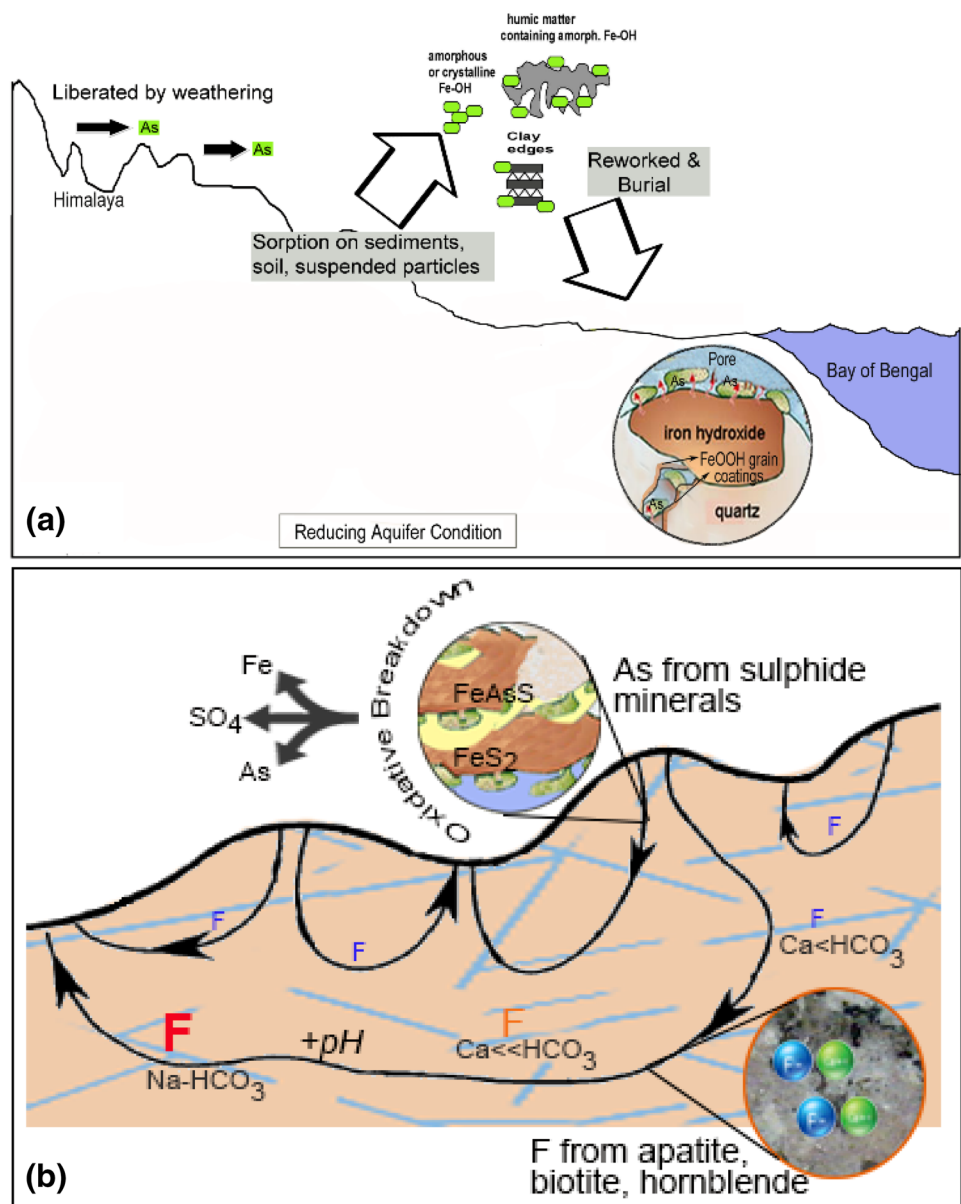 humic matter
containing amorph. Fe-OH
amorphous
or crystalline
Fe-OH
Liberated by weathering
As
As
Clay
edges
Reworked &
Burial
Himalaya
Sorption on sediments,
soil, suspended particles
Pore
As
As
Bay of Bengal
iron hydroxide
FeOOH grain
coatings
As
quartz
(a)
Reducing Aquifer Condition
Oxidative Breakdown
Fe
SO4
As
FeAsS
FeS2
As from sulphide
minerals
F
F
F
F
Ca<HCO3
F
F
+pH
Ca<<HCO3
Na-HCO3
F
F
F from apatite,
biotite, hornblende
(b)